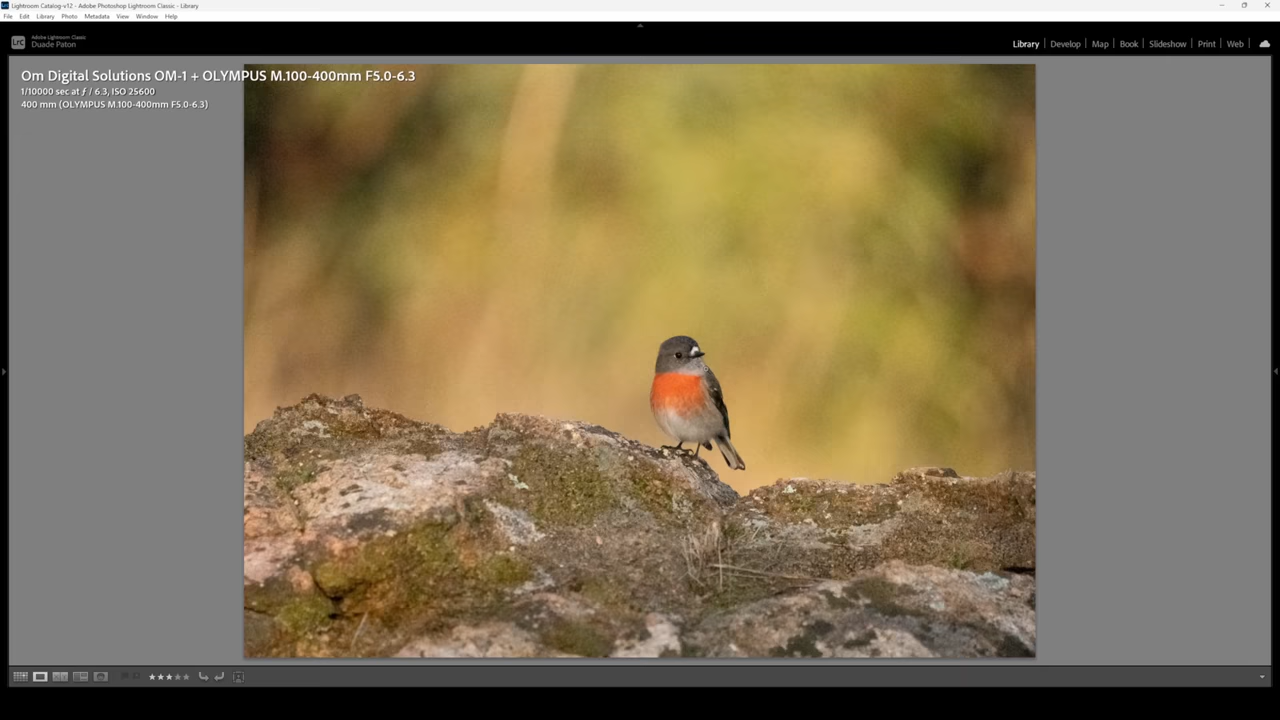 Lightroom Catalog-v12 - Adobe Photoshop Lightroom Classic - Library
File Edit Library Photo Metadata View Window Help
LrC
Adobe Lightroom Classic
Duade Paton
Library | Develop | Map | Book | Slideshow | Print | Web |
Om Digital Solutions OM-1 + OLYMPUS M.100-400mm F5.0-6.3
1/10000 sec at ƒ / 6.3, ISO 25600
400 mm (OLYMPUS M.100-400mm F5.0-6.3)